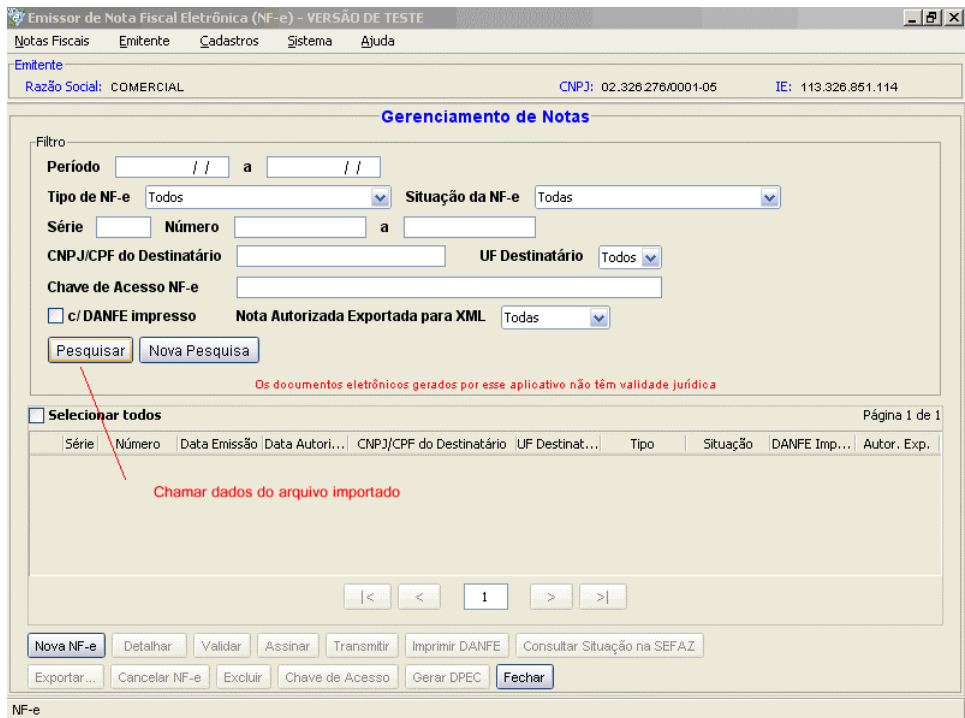 Emissor de Nota Fiscal Eletrônica (NF-e) - VERSÃO DE TESTE
Notas Fiscais Emitente Cadastros Sistema Ajuda
Emitente
Razão Social: COMERCIAL CNPJ: 02.326.276/0001-05 IE: 113.326.851.114
Gerenciamento de Notas
Filtro
Período / / a / /
Tipo de NF-e Todos Situação da NF-e Todas
Série Número a
CNPJ/CPF do Destinatário UF Destinatário Todos
Chave de Acesso NF-e
c/ DANFE impresso Nota Autorizada Exportada para XML Todas
Pesquisar Nova Pesquisa
Os documentos eletrônicos gerados por esse aplicativo não têm validade jurídica
Selecionar todos Página 1 de 1
Série Número Data Emissão Data Autori... CNPJ/CPF do Destinatário UF Destinat... Tipo Situação DANFE Imp... Autor. Exp.
Chamar dados do arquivo importado
|< < 1 > >|
Nova NF-e Detalhar Validar Assinar Transmitir Imprimir DANFE Consultar Situação na SEFAZ
Exportar... Cancelar NF-e Excluir Chave de Acesso Gerar DPEC Fechar
NF-e